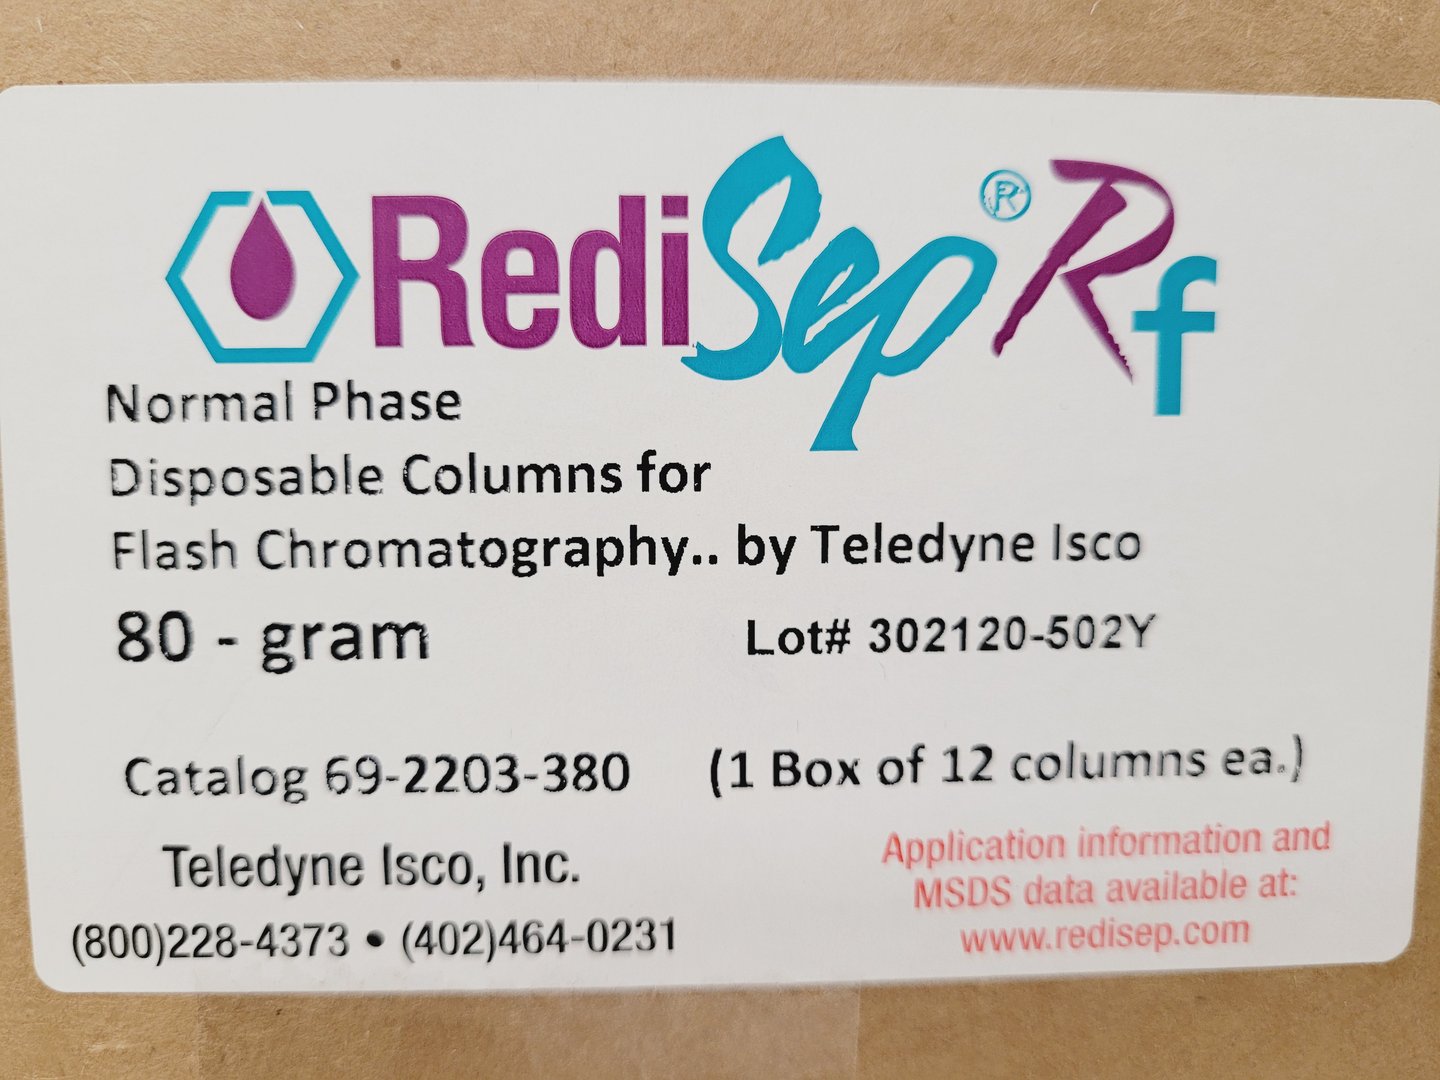 RediSep® Rf
Normal Phase
Disposable Columns for
Flash Chromatography.. by Teledyne Isco
80 - gram Lot# 302120-502Y
Catalog 69-2203-380 (1 Box of 12 columns ea.)
Teledyne Isco, Inc.
(800)228-4373 • (402)464-0231
Application information and
MSDS data available at:
www.redisep.com